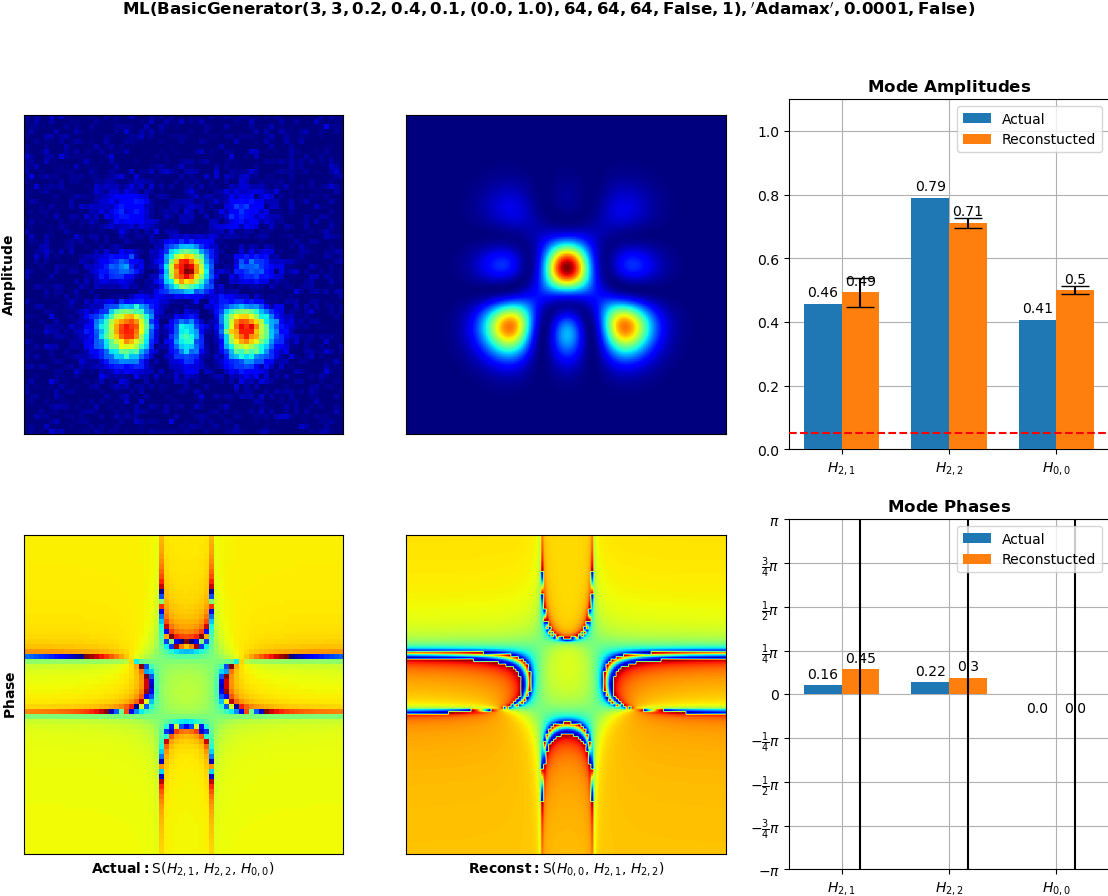 ML(BasicGenerator(3, 3, 0.2, 0.4, 0.1, (0.0, 1.0), 64, 64, 64, False, 1), ′Adamax′, 0.0001, False)
Amplitude
Mode Amplitudes
Actual
Reconstucted
1.0
0.8
0.6
0.4
0.2
0.0
0.46
0.49
0.79
0.71
0.41
0.5
H2,1
H2,2
H0,0
Phase
Actual: S(H2,1, H2,2, H0,0)
Reconst: S(H0,0, H2,1, H2,2)
Mode Phases
Actual
Reconstucted
π
3/4π
1/2π
1/4π
0
−1/4π
−1/2π
−3/4π
−π
0.16
0.45
0.22
0.3
0.0
0.0
H2,1
H2,2
H0,0